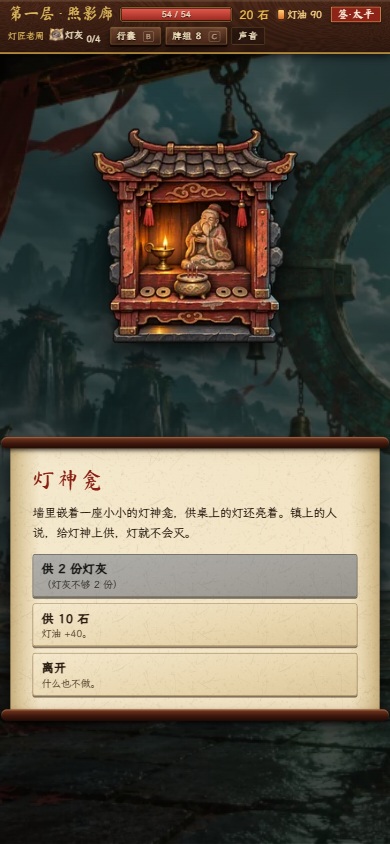 第一层·照影廊 54 / 54 20 石 灯油 90 签·太平
灯匠老周 灯灰 0/4 行囊 B 牌组 8 C 声音
灯神龛
墙里嵌着一座小小的灯神龛，供桌上的灯还亮着。镇上的人
说，给灯神上供，灯就不会灭。
供 2 份灯灰
（灯灰不够 2 份）
供 10 石
灯油 +40。
离开
什么也不做。